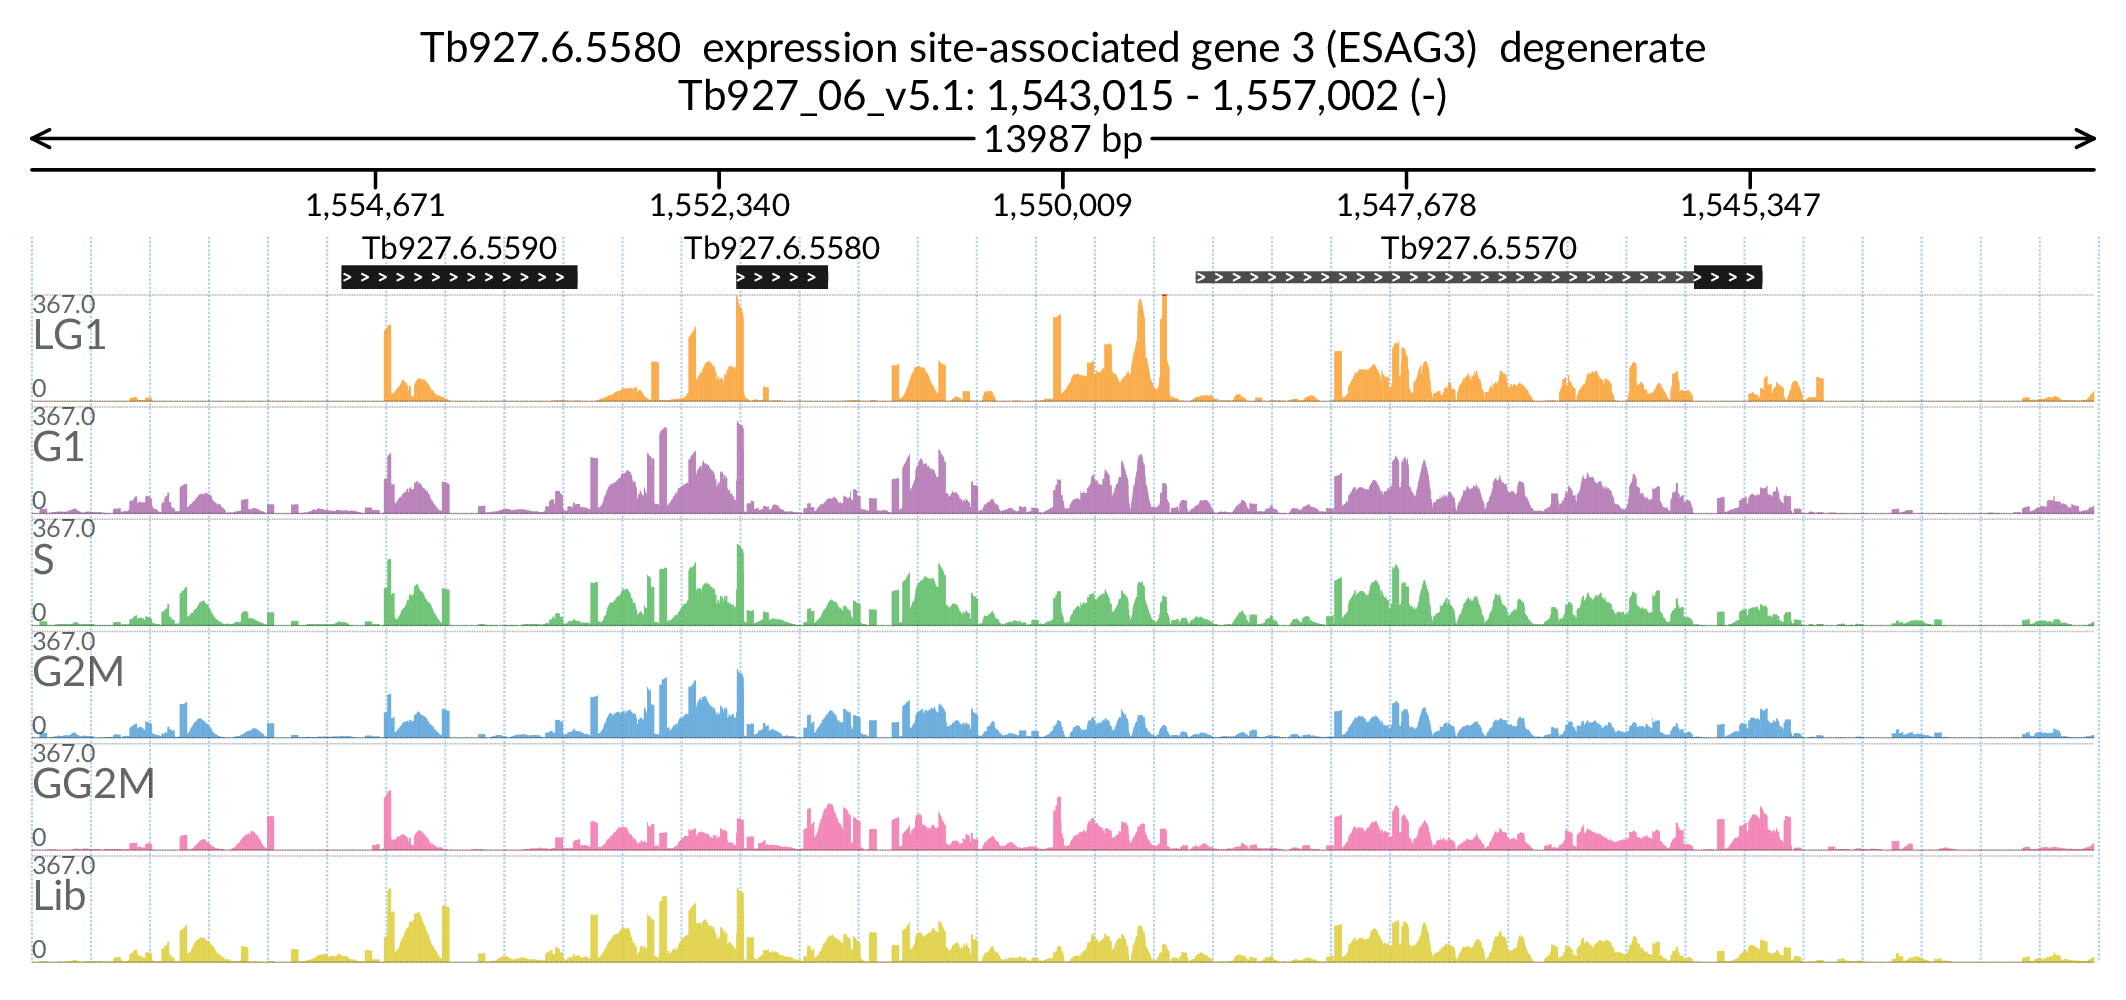 Tb927.6.5580 expression site-associated gene 3 (ESAG3) degenerate
Tb927_06_v5.1: 1,543,015 - 1,557,002 (-)
13987 bp
1,554,671 1,552,340 1,550,009 1,547,678 1,545,347
Tb927.6.5590 Tb927.6.5580 Tb927.6.5570
367.0
LG1
0
367.0
G1
0
367.0
S
0
367.0
G2M
0
367.0
GG2M
0
367.0
Lib
0